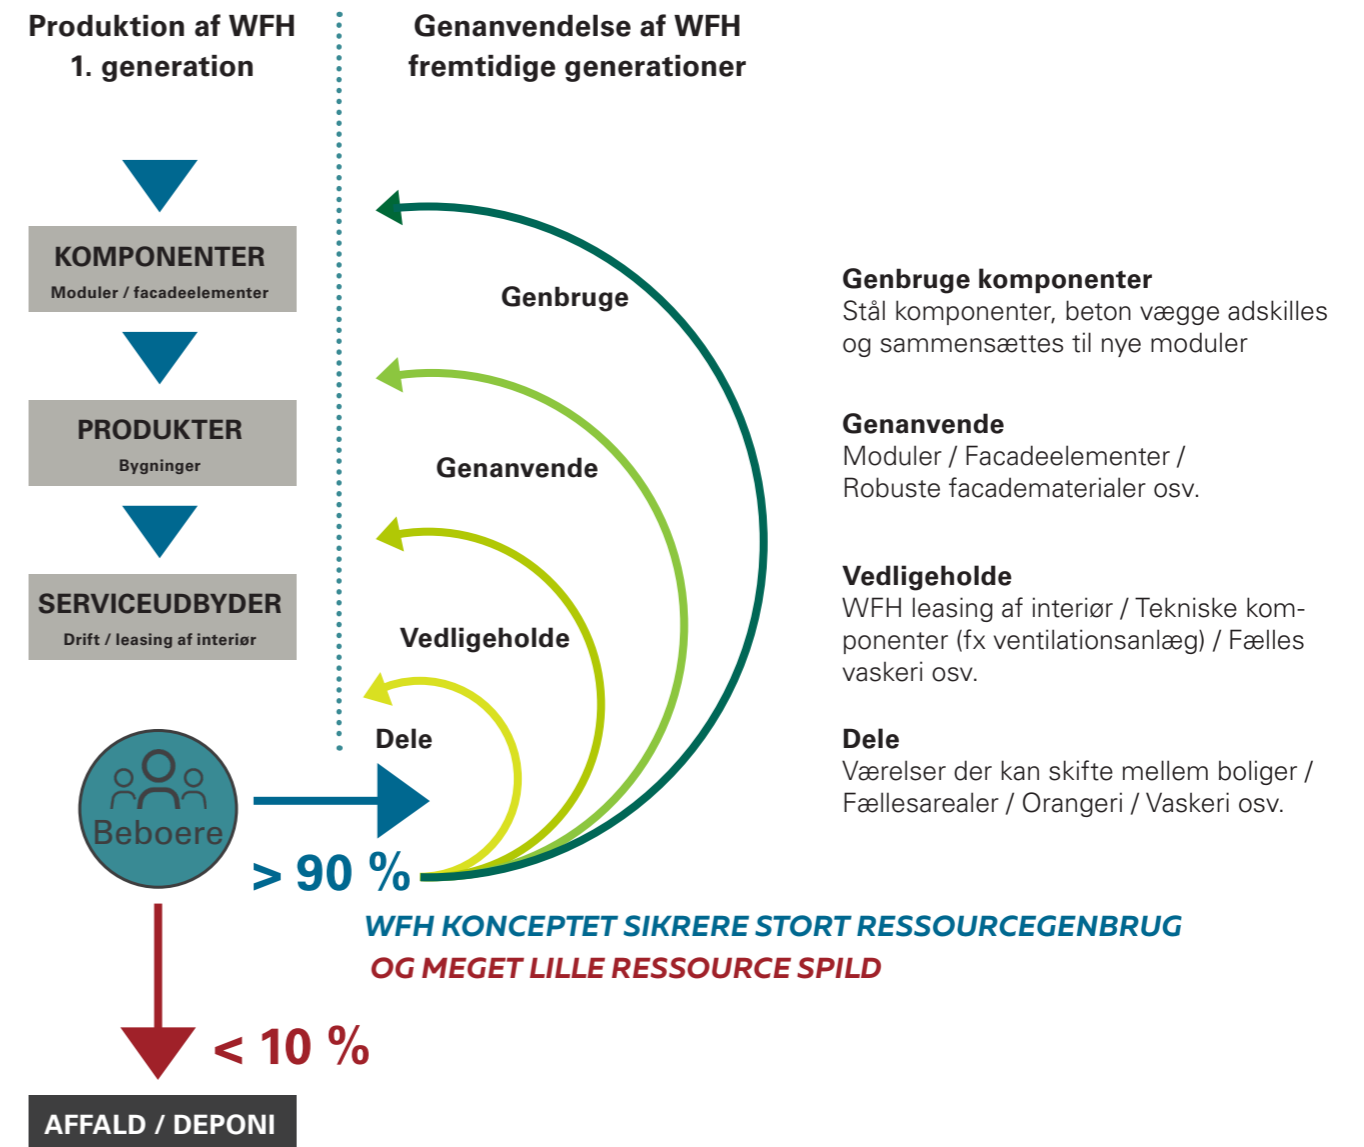 Produktion af WFH
1. generation
Genanvendelse af WFH
fremtidige generationer
KOMPONENTER
Moduler / facadeelementer
PRODUKTER
Bygninger
SERVICEUDBYDER
Drift / leasing af interiør
Beboere
Genbruge
Genanvende
Vedligeholde
Dele
> 90 %
WFH KONCEPTET SIKRERE STORT RESSOURCEGENBRUG
OG MEGET LILLE RESSOURCE SPILD
< 10 %
AFFALD / DEPONI
Genbruge komponenter
Stål komponenter, beton vægge adskilles
og sammensættes til nye moduler
Genanvende
Moduler / Facadeelementer /
Robuste facadematerialer osv.
Vedligeholde
WFH leasing af interiør / Tekniske kom-
ponenter (fx ventilationsanlæg) / Fælles
vaskeri osv.
Dele
Værelser der kan skifte mellem boliger /
Fællesarealer / Orangeri / Vaskeri osv.